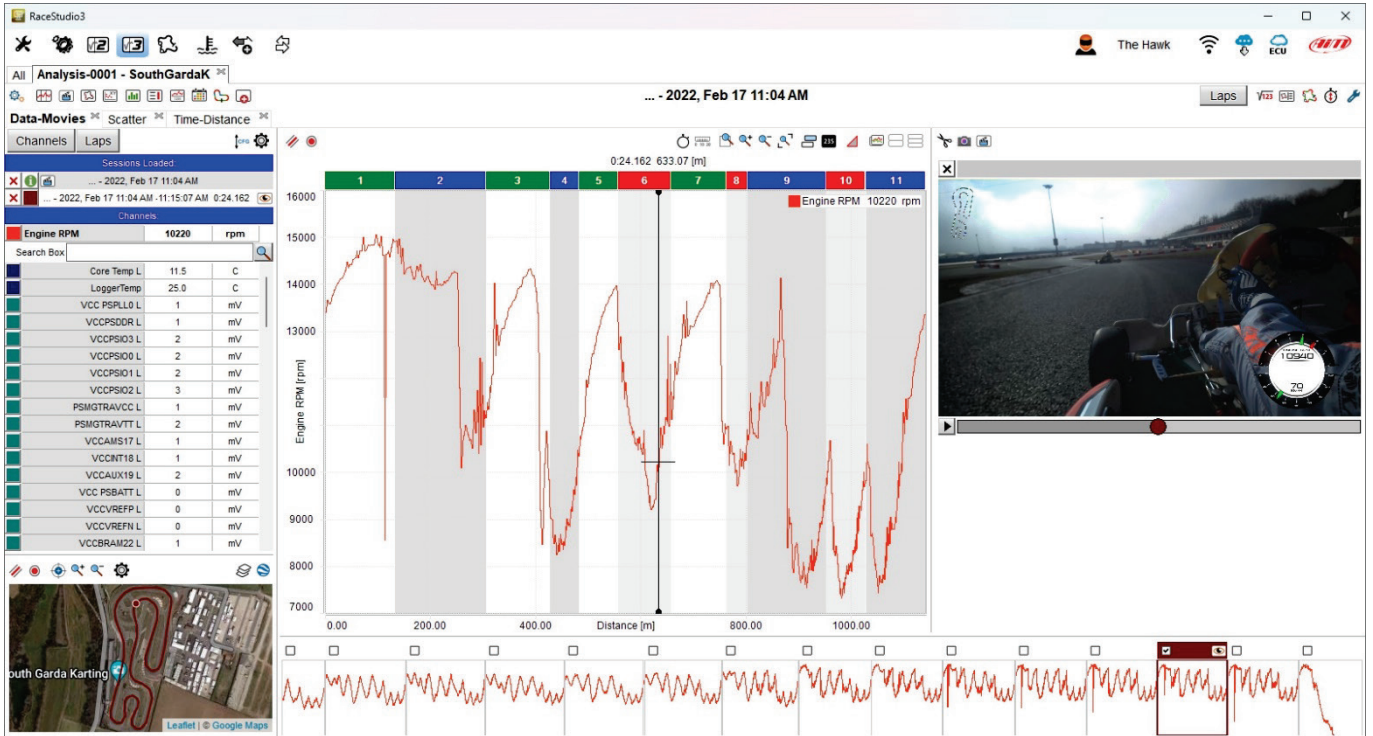 RaceStudio3
The Hawk
ECU
AiM
All Analysis-0001 - SouthGardaK
... - 2022, Feb 17 11:04 AM
Laps
Data-Movies Scatter Time-Distance
Channels Laps
CFG
235
0:24.162 633.07 [m]
Sessions Loaded
... - 2022, Feb 17 11:04 AM
... - 2022, Feb 17 11:04 AM -11:15:07 AM 0:24.162
Channels
Engine RPM 10220 rpm
Search Box
Core Temp L 11.5 C
LoggerTemp 25.0 C
VCC PSPLL0 L 1 mV
VCCPSDDR L 1 mV
VCCPSIO3 L 2 mV
VCCPSIO0 L 2 mV
VCCPSIO1 L 2 mV
VCCPSIO2 L 3 mV
PSMGTRAVCC L 1 mV
PSMGTRAVTT L 2 mV
VCCAMS17 L 1 mV
VCCINT18 L 1 mV
VCCAUX19 L 2 mV
VCC PSBATT L 0 mV
VCCVREFP L 0 mV
VCCVREFN L 0 mV
VCCBRAM22 L 1 mV
outh Garda Karting
Leaflet | © Google Maps
1 2 3 4 5 6 7 8 9 10 11
Engine RPM 10220 rpm
16000
15000
14000
13000
Engine RPM [rpm]
10000
9000
8000
7000
0.00 200.00 400.00 Distance [m] 800.00 1000.00
10940
70